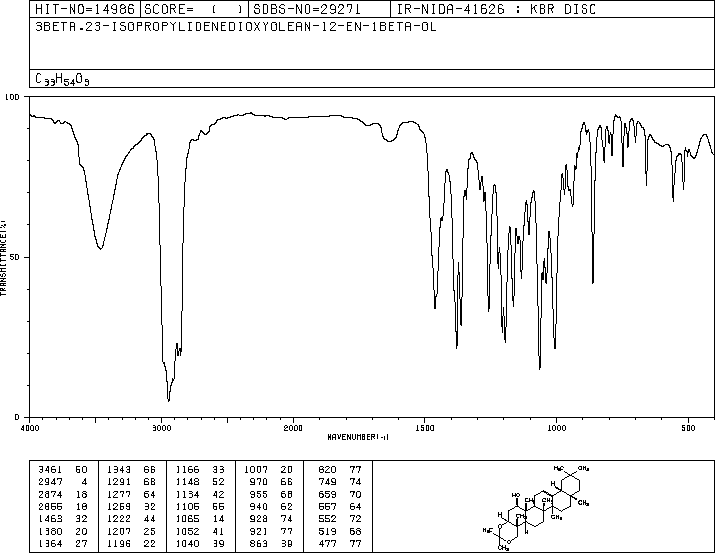 HIT-NO=14986 SCORE= ( ) SDBS-NO=29271 IR-NIDA-41626 : KBR DISC
3BETA.23-ISOPROPYLIDENEDIOXYOLEAN-12-EN-1BETA-OL
C33H54O3
100
TRANSMITTANCE(%)
50
0
4000 3000 2000 1500 1000 500
WAVENUMBER(-1)
3461 50 1343 66 1166 33 1007 20 820 77
2947 4 1291 68 1148 52 970 66 749 74
2874 18 1277 64 1134 42 955 68 659 70
2866 18 1259 32 1106 55 940 62 557 64
1463 32 1222 44 1065 14 928 74 552 72
1380 20 1207 25 1052 41 921 77 519 68
1364 27 1196 22 1040 39 863 39 477 77